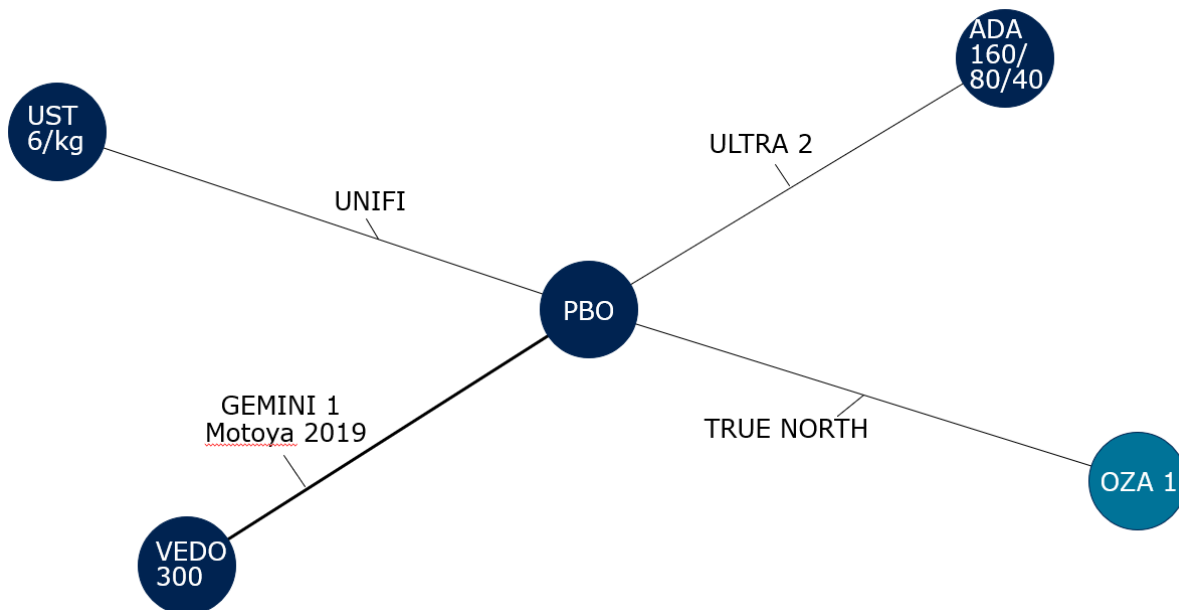 ADA
160/
80/40
UST
6/kg
ULTRA 2
UNIFI
PBO
GEMINI 1
Motoya 2019
TRUE NORTH
OZA 1
VEDO
300